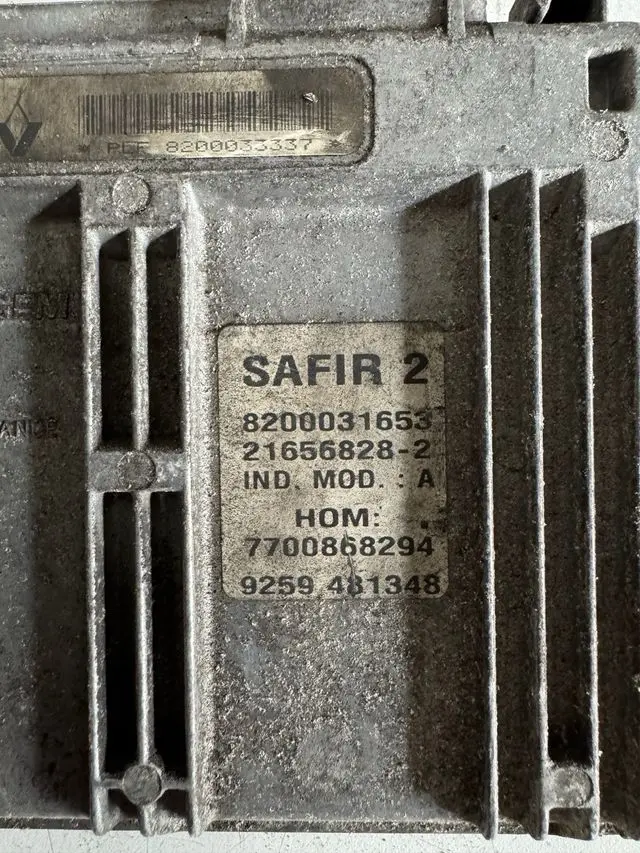 * REF 8200033337 *
SAFIR 2
8200031653
21656828-2
IND. MOD. : A
HOM: .
7700868294
9259 481348